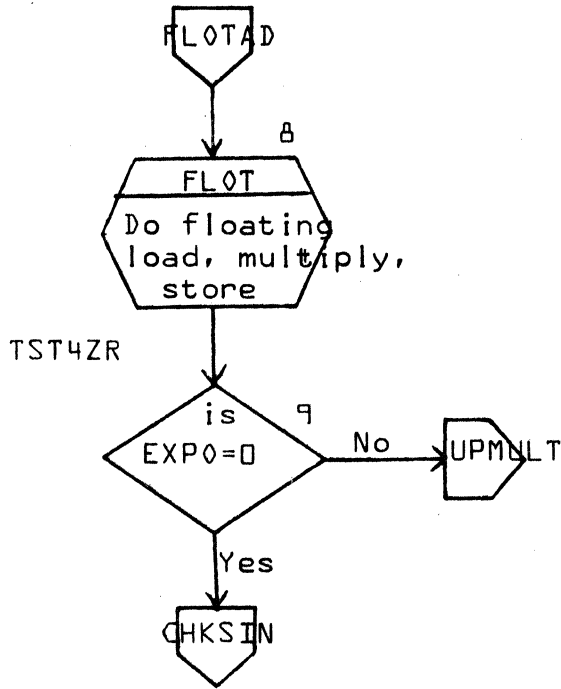 FLOTAD
8
FLOT
Do floating
load, multiply,
store
TST4ZR
is
9
EXPO=0
No
UPMULT
Yes
CHKSIN